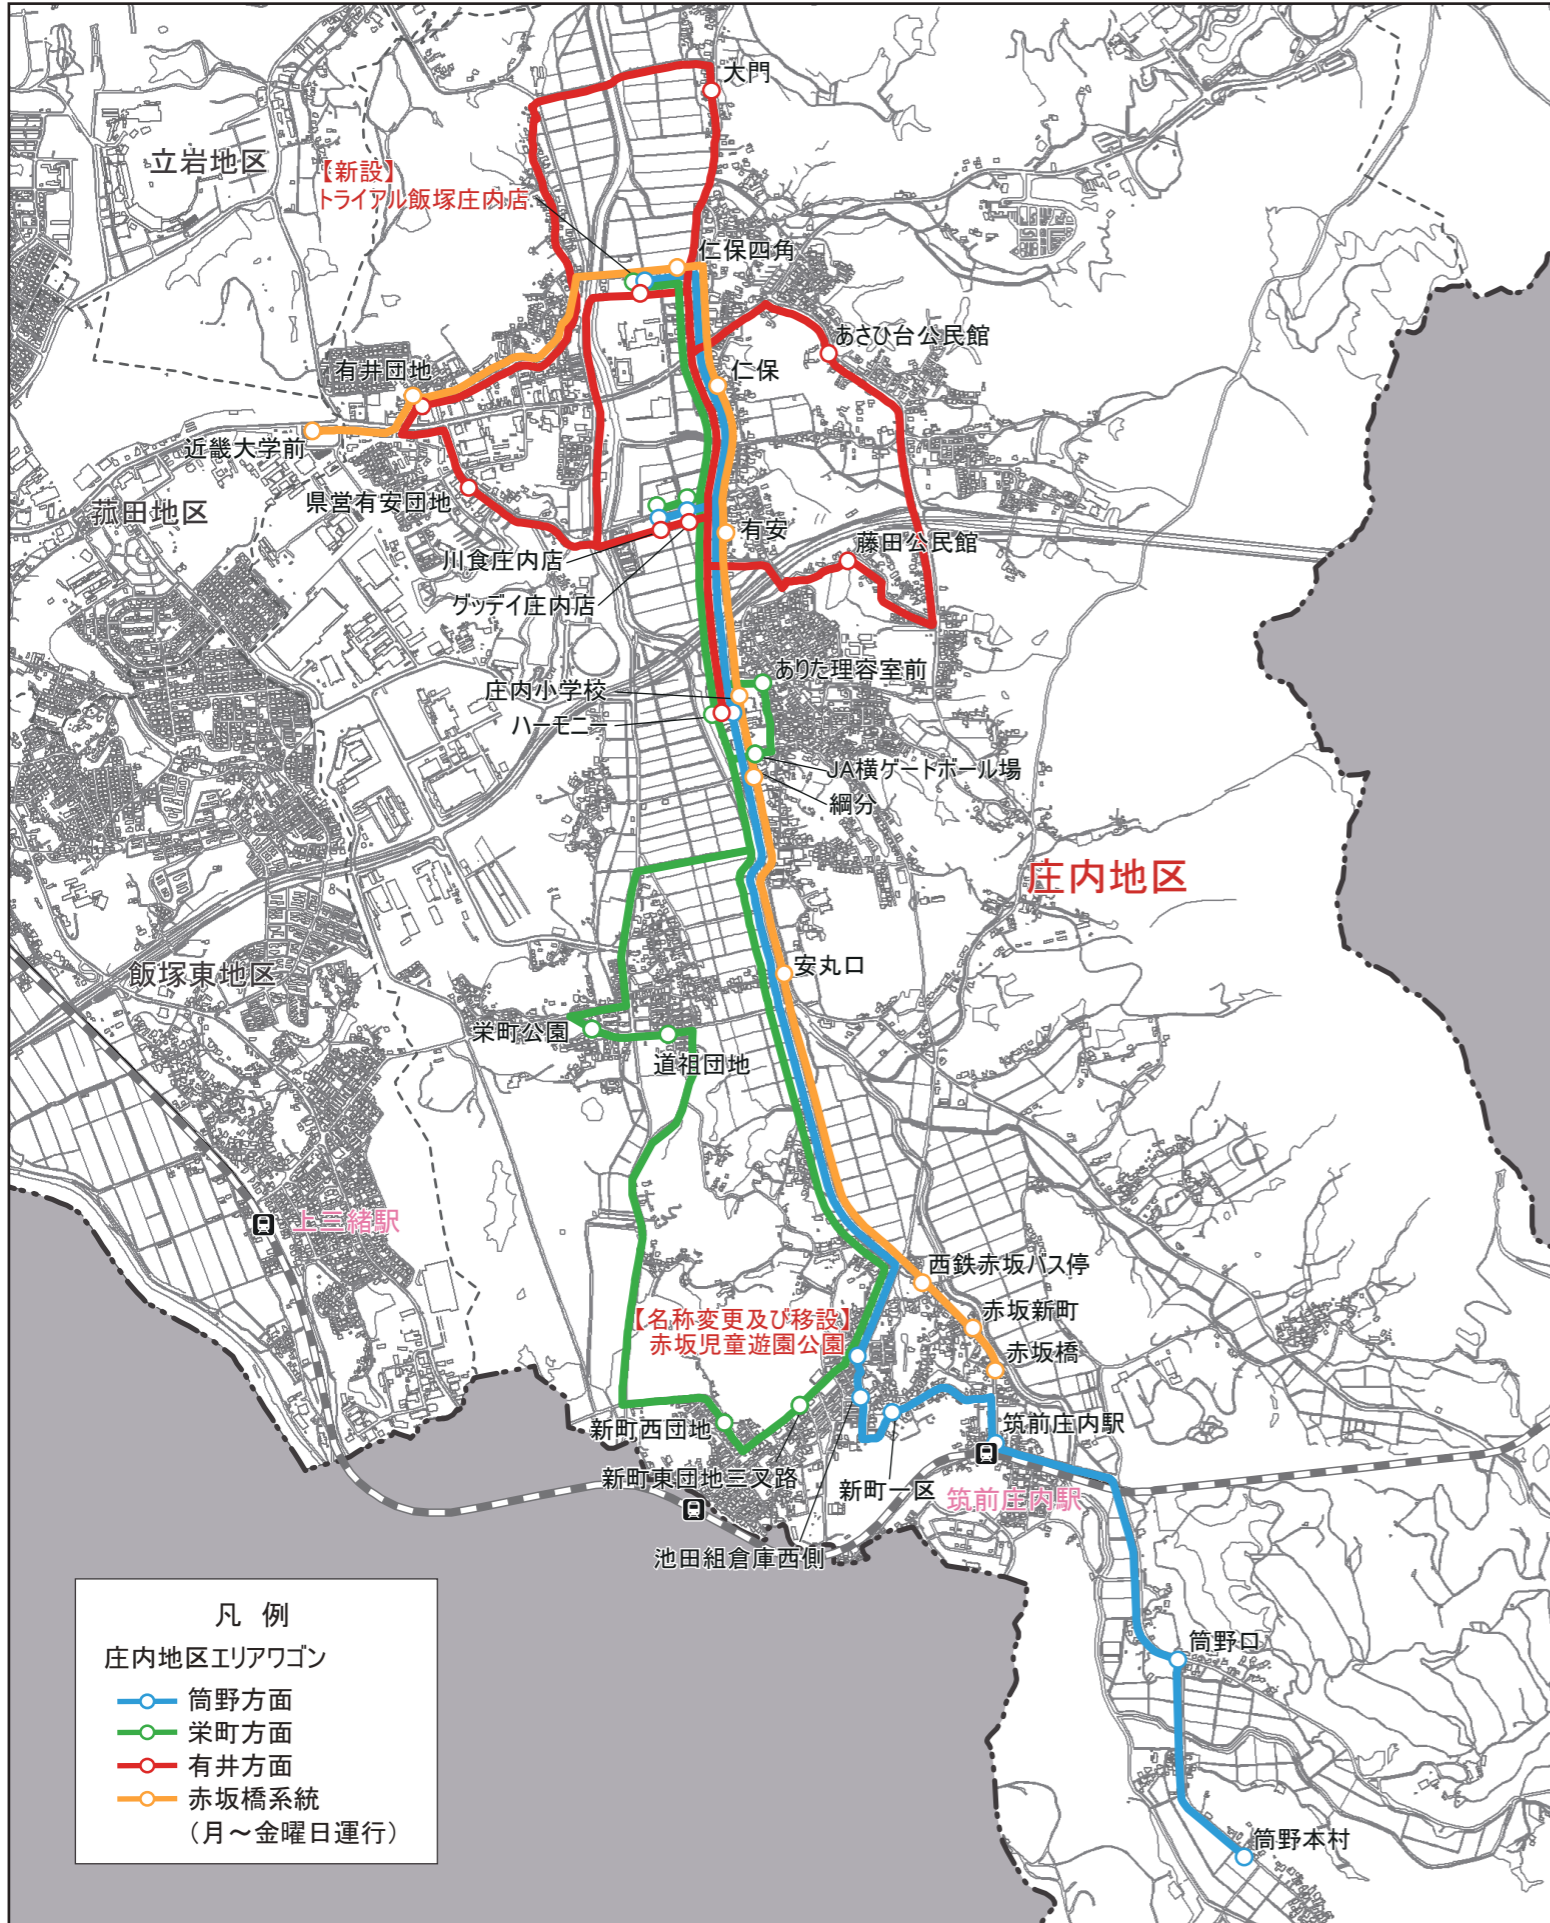 大門
立岩地区
【新設】
トライアル飯塚庄内店
仁保四角
あさひ台公民館
有井団地
仁保
近畿大学前
県営有安団地
菰田地区
有安
藤田公民館
川食庄内店
グッデイ庄内店
ありた理容室前
庄内小学校
ハーモニー
JA横ゲートボール場
綱分
庄内地区
安丸口
飯塚東地区
栄町公園
道祖団地
上三緒駅
西鉄赤坂バス停
【名称変更及び移設】
赤坂児童遊園公園
赤坂新町
赤坂橋
新町西団地
筑前庄内駅
新町東団地三叉路
新町一区
筑前庄内駅
池田組倉庫西側
凡 例
庄内地区エリアワゴン
筒野方面
栄町方面
有井方面
赤坂橋系統
（月～金曜日運行）
筒野口
筒野本村